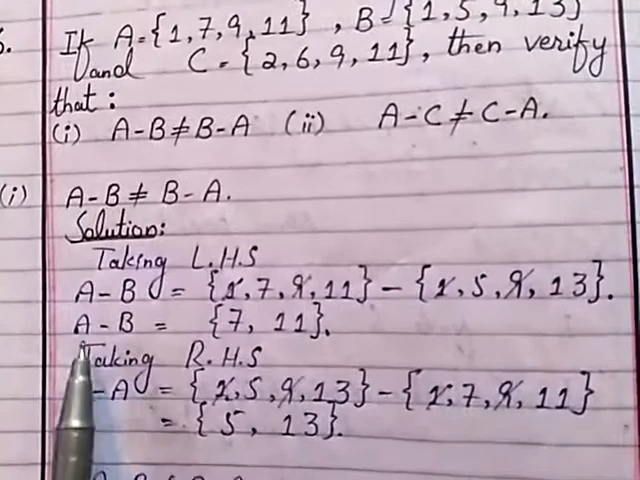 If A = {1, 7, 9, 11}, B = {1, 5, 9, 13}
and C = {2, 6, 9, 11}, then verify
that:
(i) A-B ≠ B-A (ii) A-C ≠ C-A.
(i) A-B ≠ B-A.
Solution:
Taking L.H.S
A-B = {1, 7, 9, 11} - {1, 5, 9, 13}.
A-B = {7, 11}.
Taking R.H.S
-A = {1, 5, 9, 13} - {1, 7, 9, 11}
= {5, 13}.